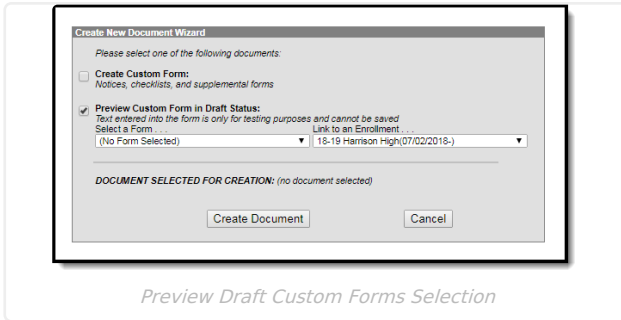 Create New Document Wizard
Please select one of the following documents:
Create Custom Form:
Notices, checklists, and supplemental forms
Preview Custom Form in Draft Status:
Text entered into the form is only for testing purposes and cannot be saved
Select a Form . . . Link to an Enrollment . . .
(No Form Selected) 18-19 Harrison High(07/02/2018-)
DOCUMENT SELECTED FOR CREATION: (no document selected)
Create Document Cancel
Preview Draft Custom Forms Selection